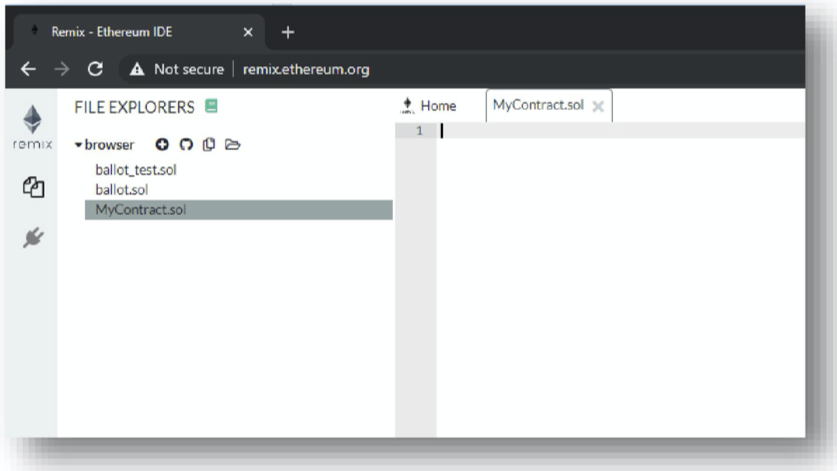 Remix - Ethereum IDE
Not secure | remix.ethereum.org
remix
FILE EXPLORERS
browser
ballot_test.sol
ballot.sol
MyContract.sol
Home
MyContract.sol
1